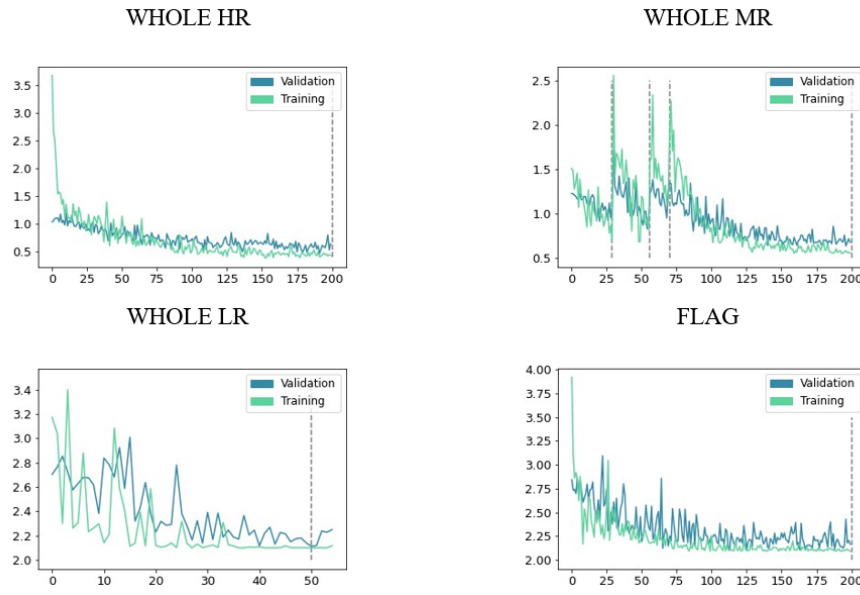 WHOLE HR
WHOLE MR
Validation
Training
3.5
3.0
2.5
2.0
1.5
1.0
0.5
0 25 50 75 100 125 150 175 200
Validation
Training
2.5
2.0
1.5
1.0
0.5
0 25 50 75 100 125 150 175 200
WHOLE LR
FLAG
Validation
Training
3.4
3.2
3.0
2.8
2.6
2.4
2.2
2.0
0 10 20 30 40 50
Validation
Training
4.00
3.75
3.50
3.25
3.00
2.75
2.50
2.25
2.00
0 25 50 75 100 125 150 175 200